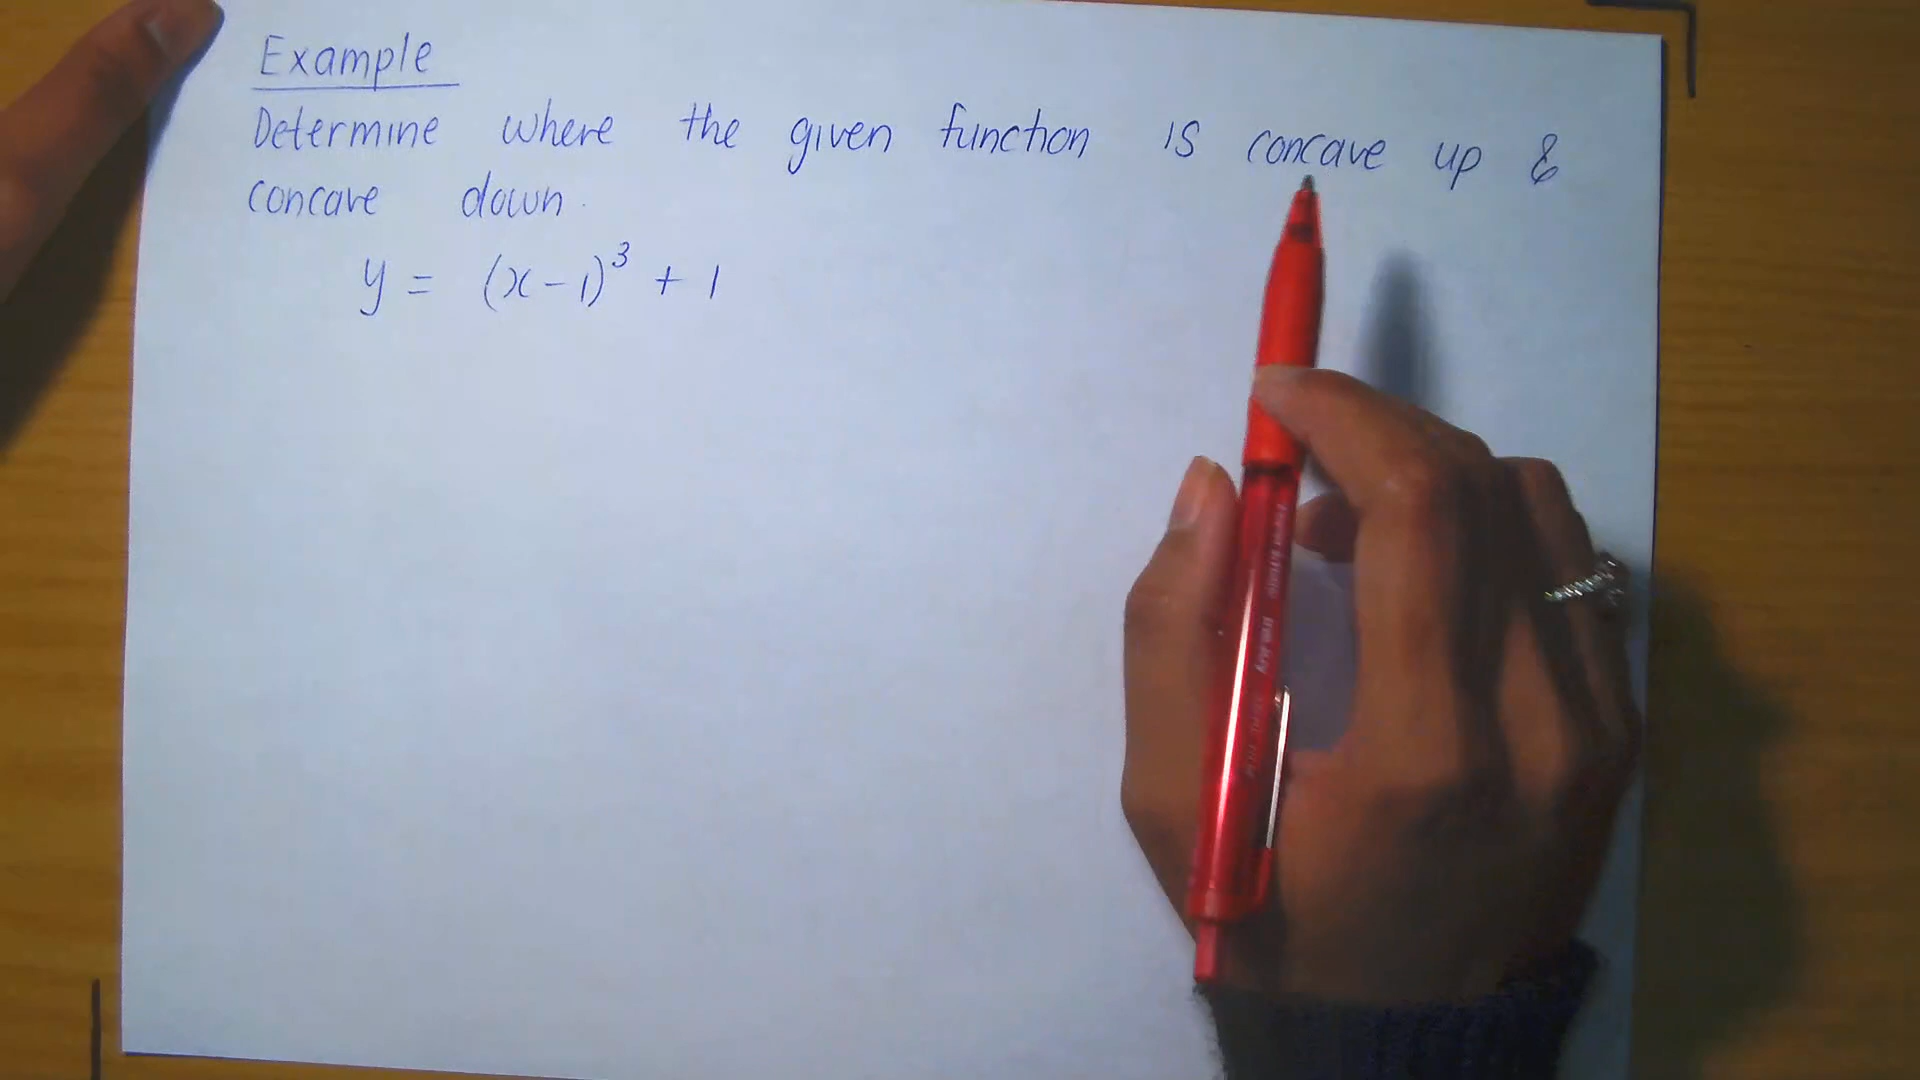 Example
Determine where the given function is concave up &
concave down.
y = (x-1)³ + 1